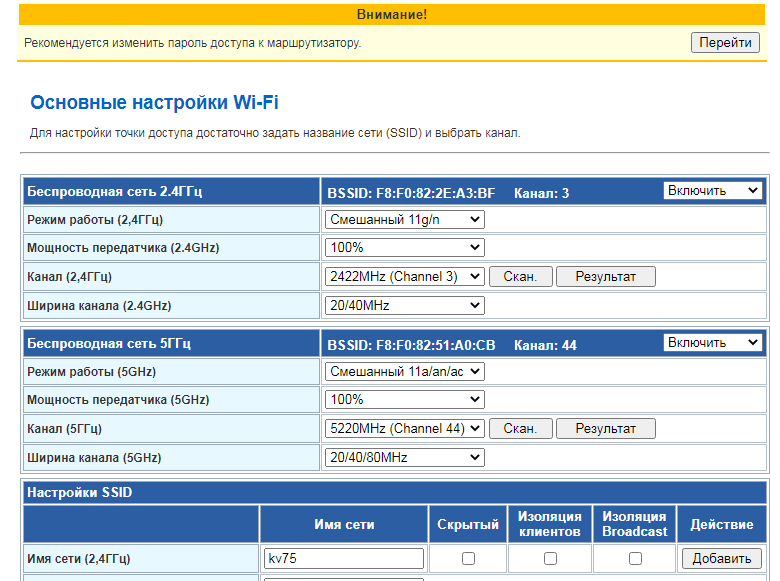 Внимание!
Рекомендуется изменить пароль доступа к маршрутизатору. Перейти
Основные настройки Wi-Fi
Для настройки точки доступа достаточно задать название сети (SSID) и выбрать канал.
Беспроводная сеть 2.4ГГц BSSID: F8:F0:82:2E:A3:BF Канал: 3 Включить
Режим работы (2,4ГГц) Смешанный 11g/n
Мощность передатчика (2.4GHz) 100%
Канал (2,4ГГц) 2422MHz (Channel 3) Скан. Результат
Ширина канала (2.4GHz) 20/40MHz
Беспроводная сеть 5ГГц BSSID: F8:F0:82:51:A0:CB Канал: 44 Включить
Режим работы (5GHz) Смешанный 11a/an/ac
Мощность передатчика (5GHz) 100%
Канал (5ГГц) 5220MHz (Channel 44) Скан. Результат
Ширина канала (5GHz) 20/40/80MHz
Настройки SSID
Имя сети Скрытый Изоляция клиентов Изоляция Broadcast Действие
Имя сети (2,4ГГц) kv75 Добавить